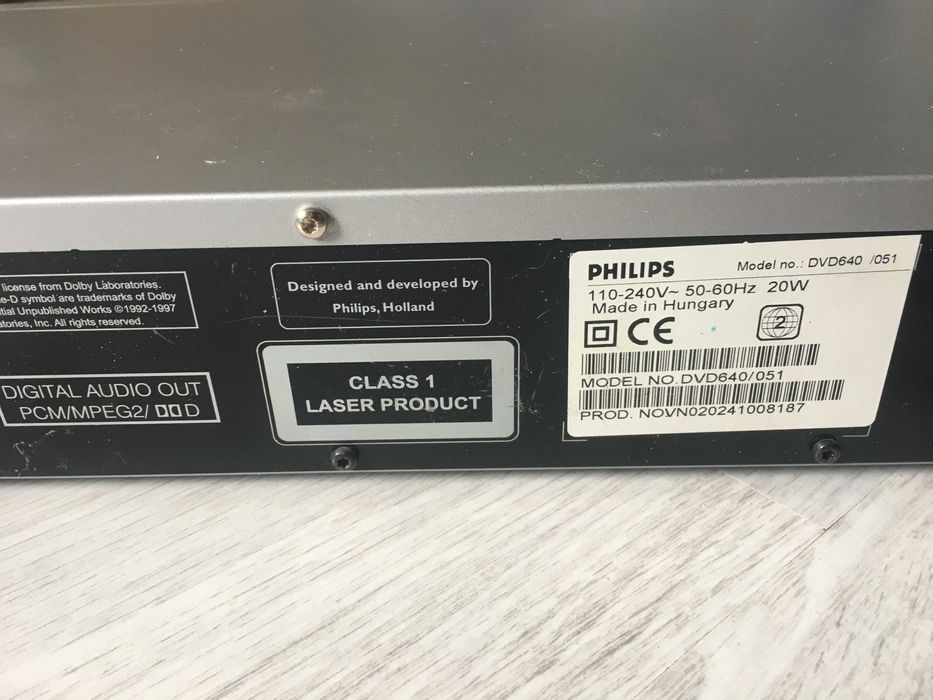 license from Dolby Laboratories.
e-D symbol are trademarks of Dolby
tial Unpublished Works ©1992-1997
atories, Inc. All rights reserved.
DIGITAL AUDIO OUT
PCM/MPEG2/ DD D
Designed and developed by
Philips, Holland
CLASS 1
LASER PRODUCT
PHILIPS Model no.: DVD640 /051
110-240V~ 50-60Hz 20W
Made in Hungary
CE 2
MODEL NO.DVD640/051
PROD. NOVN020241008187